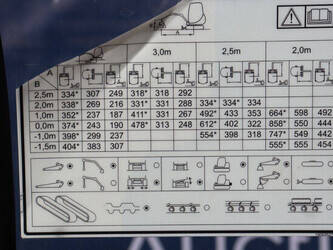 A
3,0m 2,5m 2,0m
A
B
2,5m 334* 307 249 318* 318 292
2,0m 338* 269 216 331* 331 288 334* 334* 334
1,0m 352* 237 187 411* 331 267 492* 433 353 664* 598 492
0,0m 374* 243 190 478* 313 248 612* 402 322 858* 550 444
-1,0m 398* 299 237 554* 398 318 747* 549 442
-1,5m 404* 383 307 555* 555 454